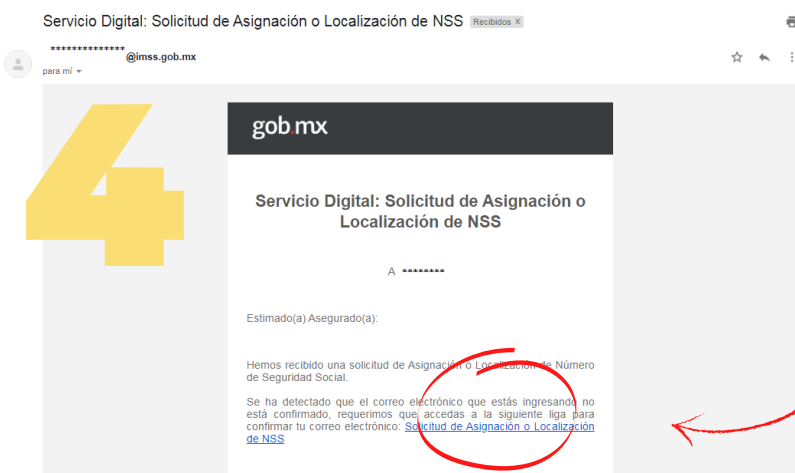 Servicio Digital: Solicitud de Asignación o Localización de NSS Recibidos x
**************@imss.gob.mx
para mí
4
gob.mx
Servicio Digital: Solicitud de Asignación o
Localización de NSS
A ********
Estimado(a) Asegurado(a):
Hemos recibido una solicitud de Asignación o Localización de Número
de Seguridad Social.
Se ha detectado que el correo electrónico que estás ingresando no
está confirmado, requerimos que accedas a la siguiente liga para
confirmar tu correo electrónico: Solicitud de Asignación o Localización
de NSS